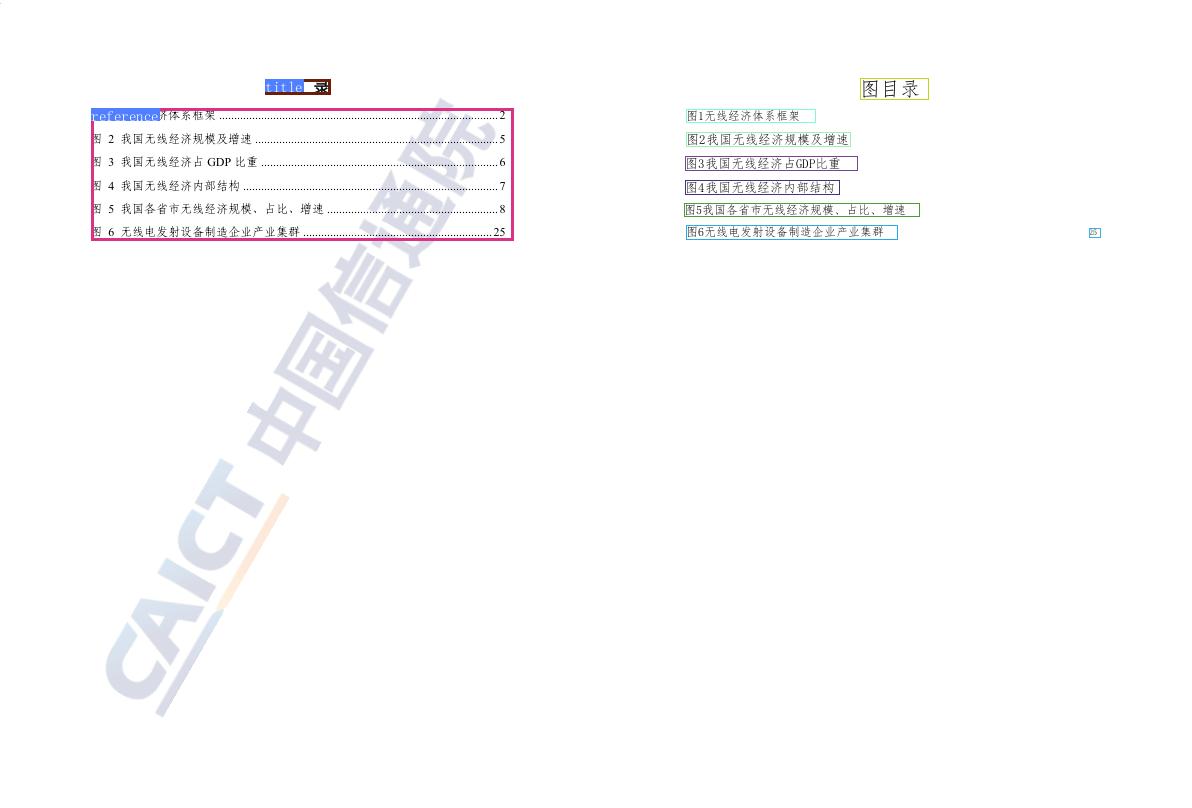 title 录
reference 济体系框架 ........ 2
图 2 我国无线经济规模及增速 ........ 5
图 3 我国无线经济占 GDP 比重 ........ 6
图 4 我国无线经济内部结构 ........ 7
图 5 我国各省市无线经济规模、占比、增速 ........ 8
图 6 无线电发射设备制造企业产业集群 ........ 25
CAICT 中国信通院
图目录
图1无线经济体系框架
图2我国无线经济规模及增速
图3我国无线经济占GDP比重
图4我国无线经济内部结构
图5我国各省市无线经济规模、占比、增速
图6无线电发射设备制造企业产业集群
25